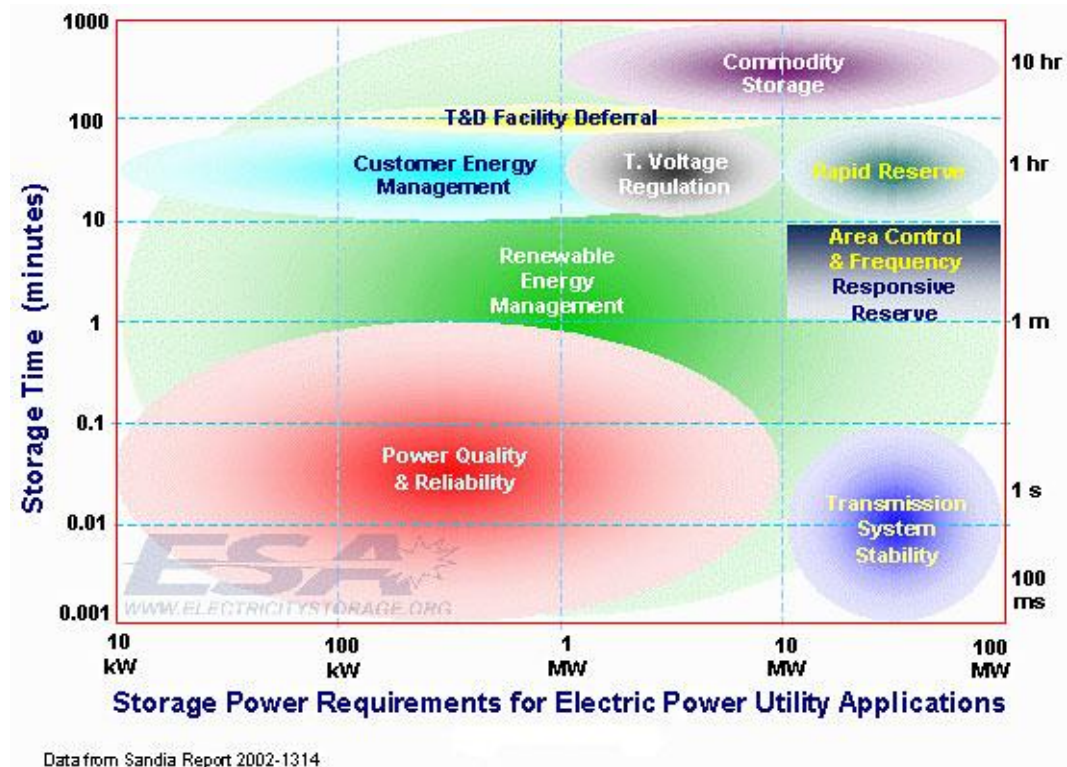 1000
100
10
1
0.1
0.01
0.001
Storage Time (minutes)
Commodity
Storage
T&D Facility Deferral
Customer Energy
Management
T. Voltage
Regulation
Rapid Reserve
Renewable
Energy
Management
Area Control
& Frequency
Responsive
Reserve
Power Quality
& Reliability
Transmission
System
Stability
ESA
WWW.ELECTRICITYSTORAGE.ORG
10 hr
1 hr
1 m
1 s
100
ms
10
kW
100
kW
1
MW
10
MW
100
MW
Storage Power Requirements for Electric Power Utility Applications
Data from Sandia Report 2002-1314